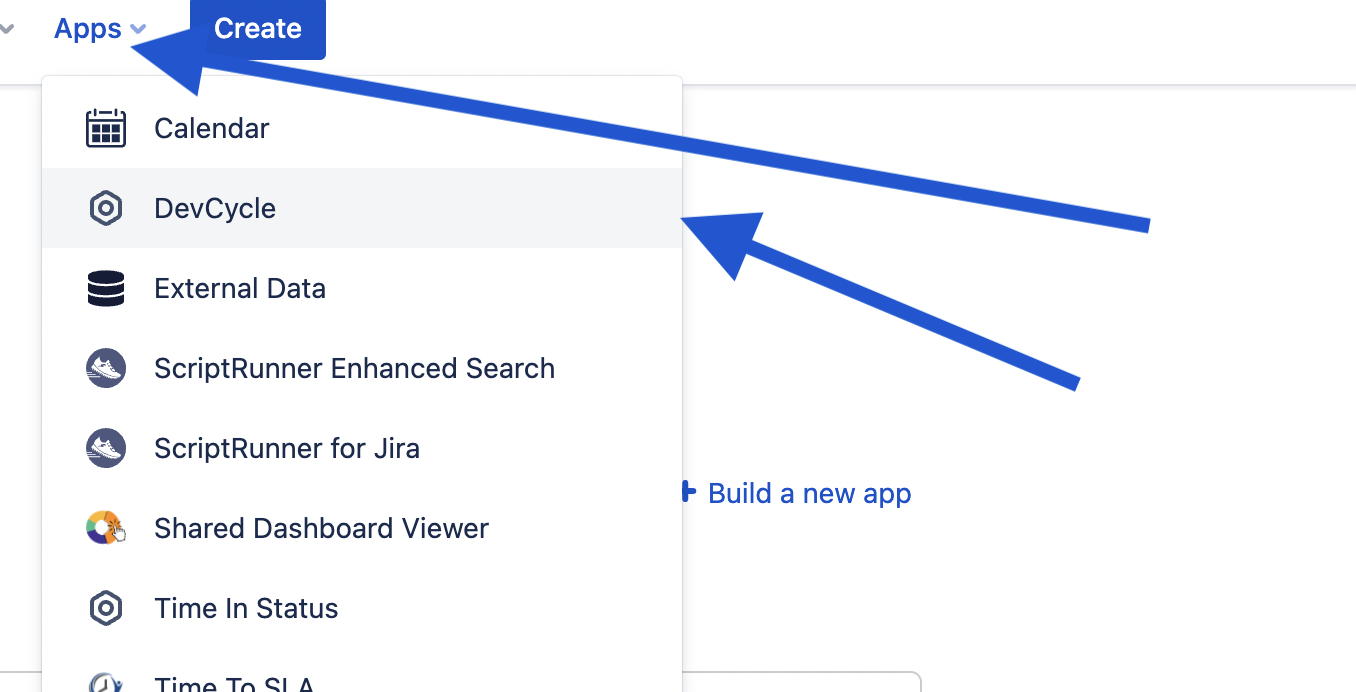 Apps
Create
Calendar
DevCycle
External Data
ScriptRunner Enhanced Search
ScriptRunner for Jira
Build a new app
Shared Dashboard Viewer
Time In Status
Time To SLA